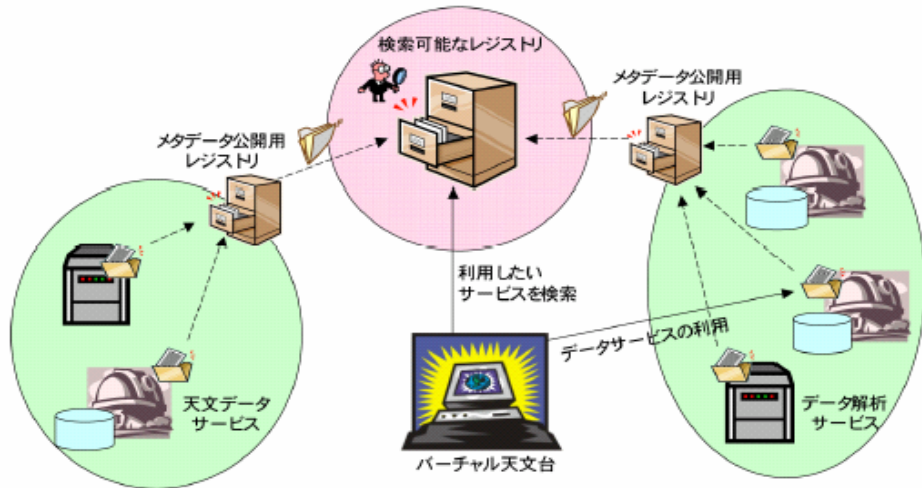 検索可能なレジストリ
メタデータ公開用
レジストリ
メタデータ公開用
レジストリ
利用したい
サービスを検索
データサービスの利用
天文データ
サービス
データ解析
サービス
バーチャル天文台